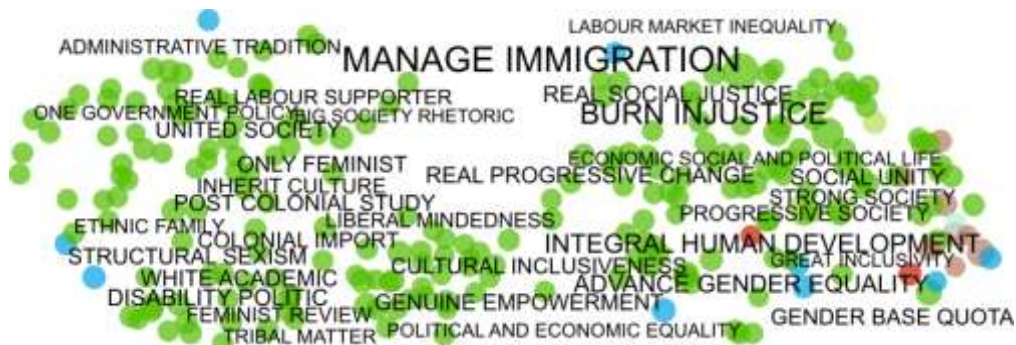 LABOUR MARKET INEQUALITY
ADMINISTRATIVE TRADITION
MANAGE IMMIGRATION
REAL LABOUR SUPPORTER
REAL SOCIAL JUSTICE
ONE GOVERNMENT POLICY
BIG SOCIETY RHETORIC
BURN INJUSTICE
UNITED SOCIETY
ONLY FEMINIST
ECONOMIC SOCIAL AND POLITICAL LIFE
REAL PROGRESSIVE CHANGE
SOCIAL UNITY
INHERIT CULTURE
POST COLONIAL STUDY
STRONG SOCIETY
LIBERAL MINDEDNESS
PROGRESSIVE SOCIETY
ETHNIC FAMILY
COLONIAL IMPORT
INTEGRAL HUMAN DEVELOPMENT
STRUCTURAL SEXISM
GREAT INCLUSIVITY
CULTURAL INCLUSIVENESS
WHITE ACADEMIC
ADVANCE GENDER EQUALITY
DISABILITY POLITIC
GENUINE EMPOWERMENT
FEMINIST REVIEW
GENDER BASE QUOTA
TRIBAL MATTER
POLITICAL AND ECONOMIC EQUALITY